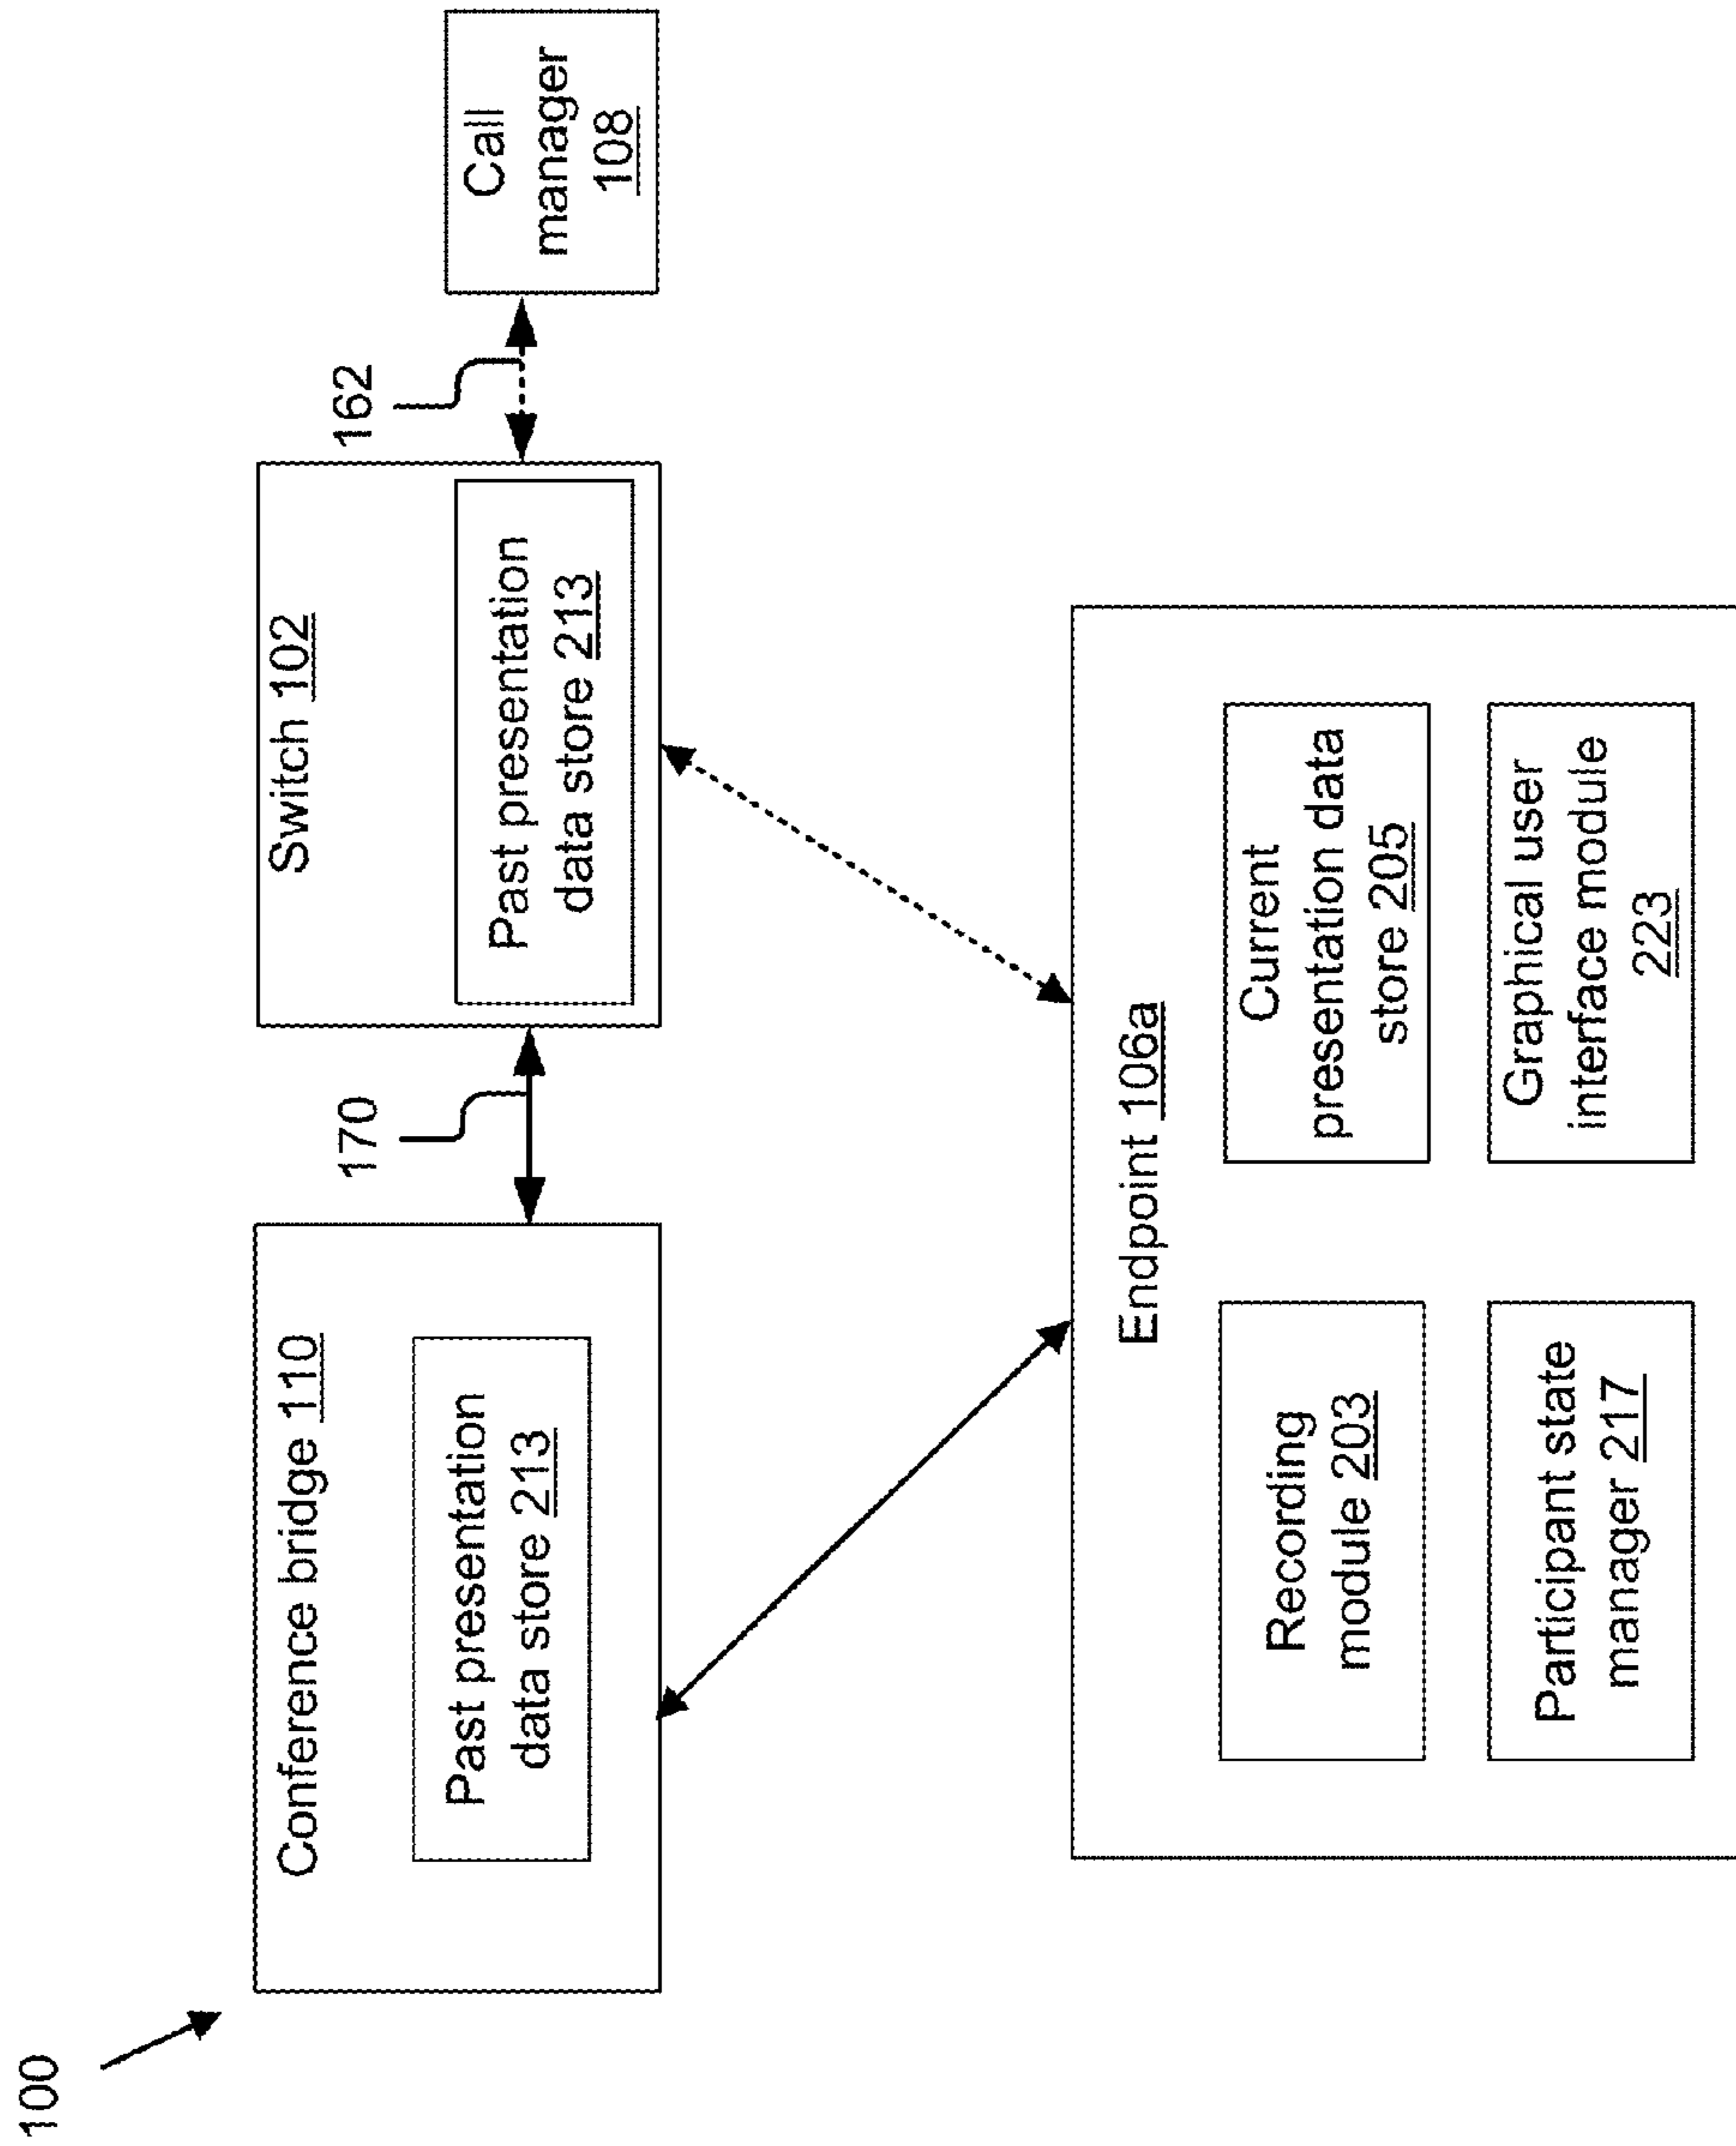 100
Conference bridge 110
Past presentation
data store 213
170
Switch 102
Past presentation
data store 213
162
Call
manager
108
Endpoint 106a
Recording
module 203
Current
presentation data
store 205
Participant state
manager 217
Graphical user
interface module
223